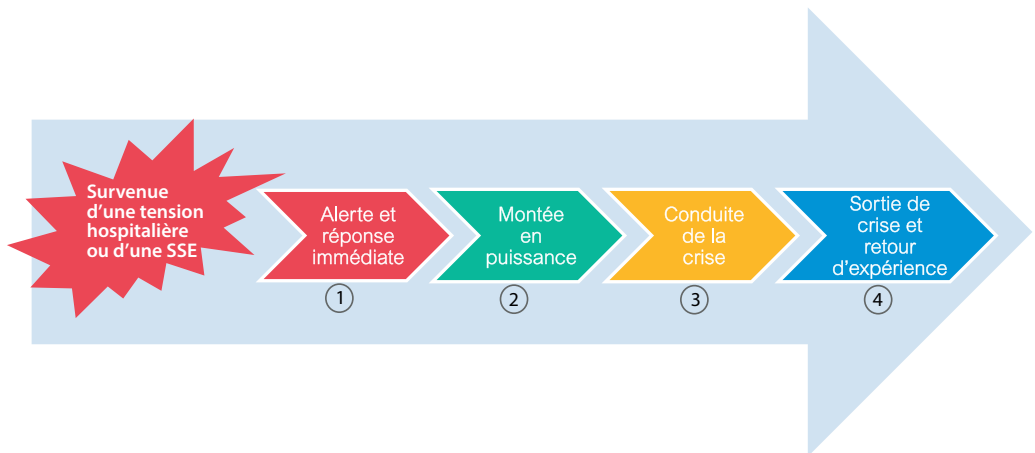 Survenue
d'une tension
hospitalière
ou d'une SSE
Alerte et
réponse
immédiate
1
Montée
en
puissance
2
Conduite
de la
crise
3
Sortie de
crise et
retour
d'expérience
4